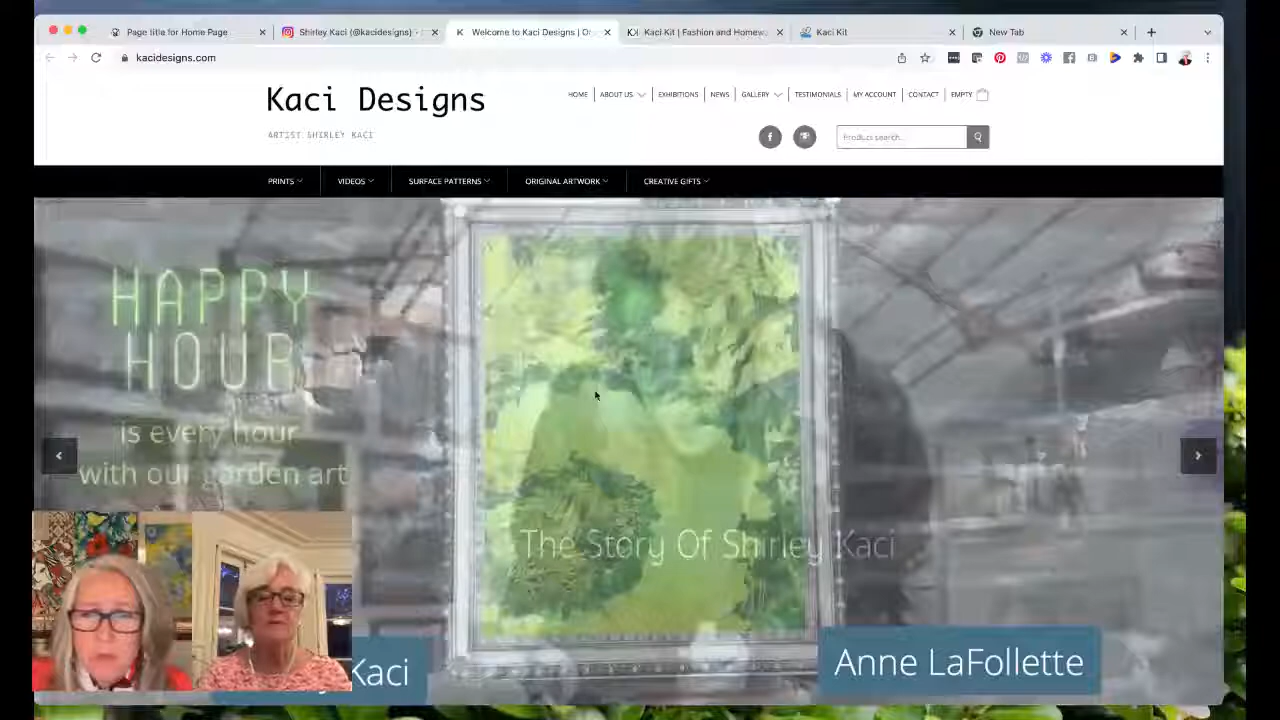 Page title for Home Page
Shirley Kaci (@kacidesigns) ·
Welcome to Kaci Designs | Or
Kaci Kit | Fashion and Homewa
Kaci Kit
New Tab
kacidesigns.com
Kaci Designs
ARTIST SHIRLEY KACI
HOME
ABOUT US
EXHIBITIONS
NEWS
GALLERY
TESTIMONIALS
MY ACCOUNT
CONTACT
EMPTY
Product search...
PRINTS
VIDEOS
SURFACE PATTERNS
ORIGINAL ARTWORK
CREATIVE GIFTS
HAPPY
HOUR
is every hour
with our garden art
The Story Of Shirley Kaci
Kaci
Anne LaFollette